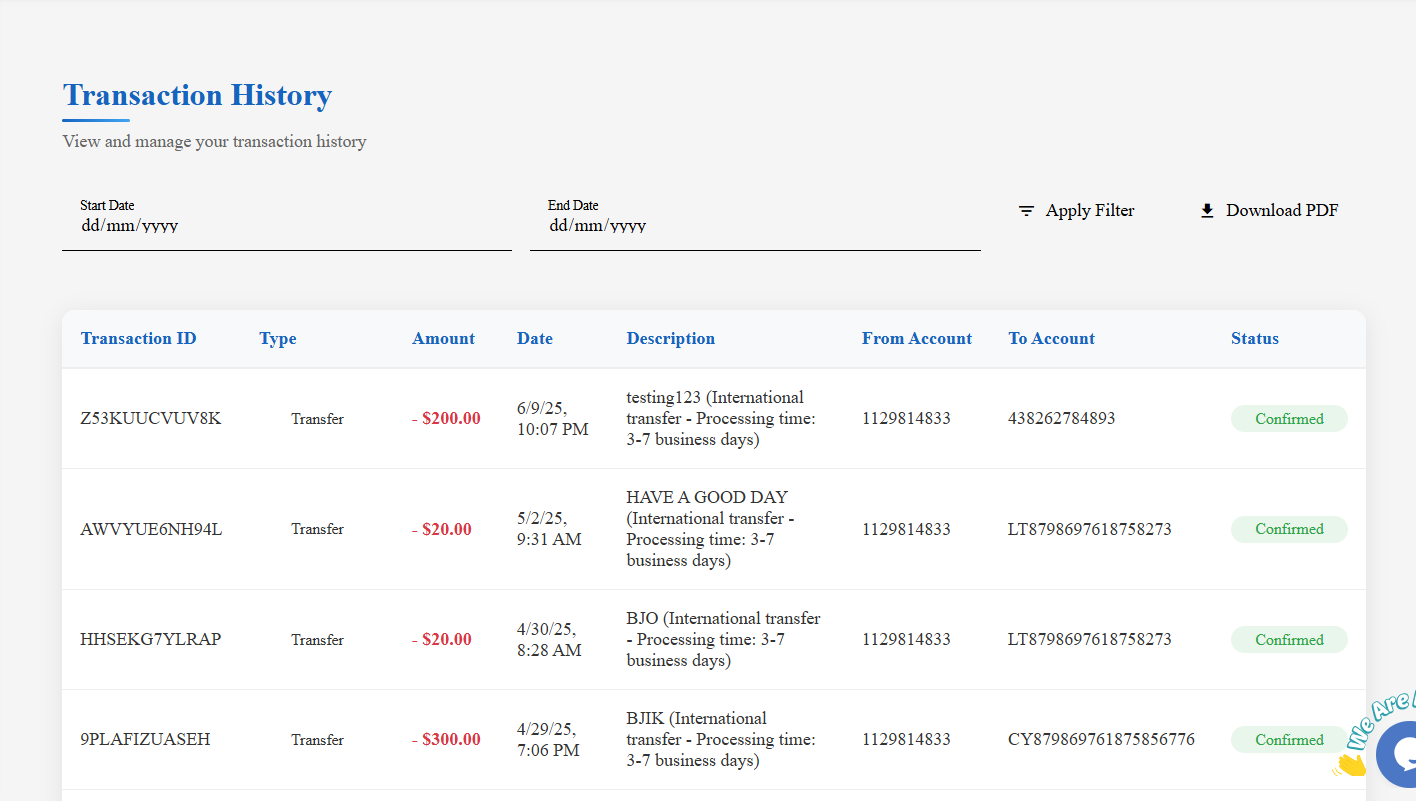 Transaction History
View and manage your transaction history
Start Date
dd/mm/yyyy
End Date
dd/mm/yyyy
Apply Filter
Download PDF
Transaction ID Type Amount Date Description From Account To Account Status
Z53KUUCVUV8K Transfer - $200.00 6/9/25, 10:07 PM testing123 (International transfer - Processing time: 3-7 business days) 1129814833 438262784893 Confirmed
AWVYUE6NH94L Transfer - $20.00 5/2/25, 9:31 AM HAVE A GOOD DAY (International transfer - Processing time: 3-7 business days) 1129814833 LT8798697618758273 Confirmed
HHSEKG7YLRAP Transfer - $20.00 4/30/25, 8:28 AM BJO (International transfer - Processing time: 3-7 business days) 1129814833 LT8798697618758273 Confirmed
9PLAFIZUASEH Transfer - $300.00 4/29/25, 7:06 PM BJIK (International transfer - Processing time: 3-7 business days) 1129814833 CY879869761875856776 Confirmed
We Are